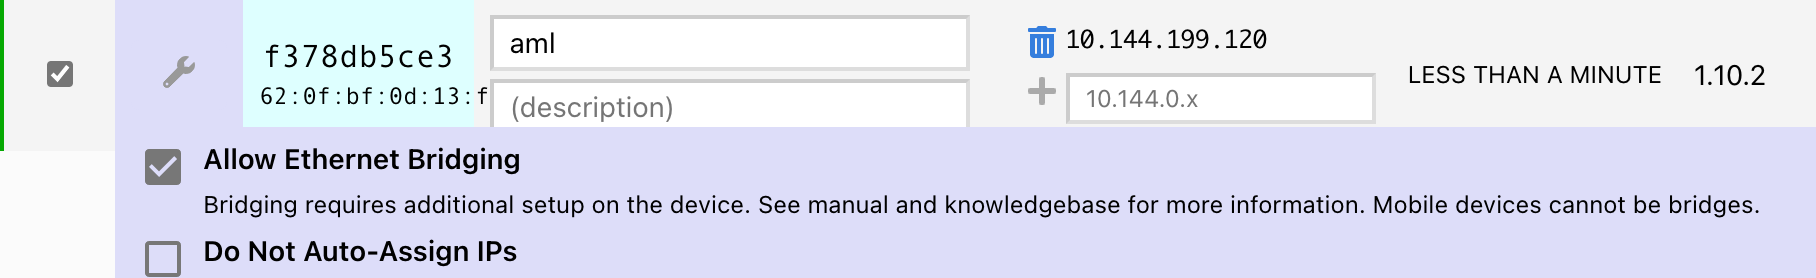 f378db5ce3
62:0f:bf:0d:13:f
aml
(description)
10.144.199.120
10.144.0.x
LESS THAN A MINUTE
1.10.2
Allow Ethernet Bridging
Bridging requires additional setup on the device. See manual and knowledgebase for more information. Mobile devices cannot be bridges.
Do Not Auto-Assign IPs